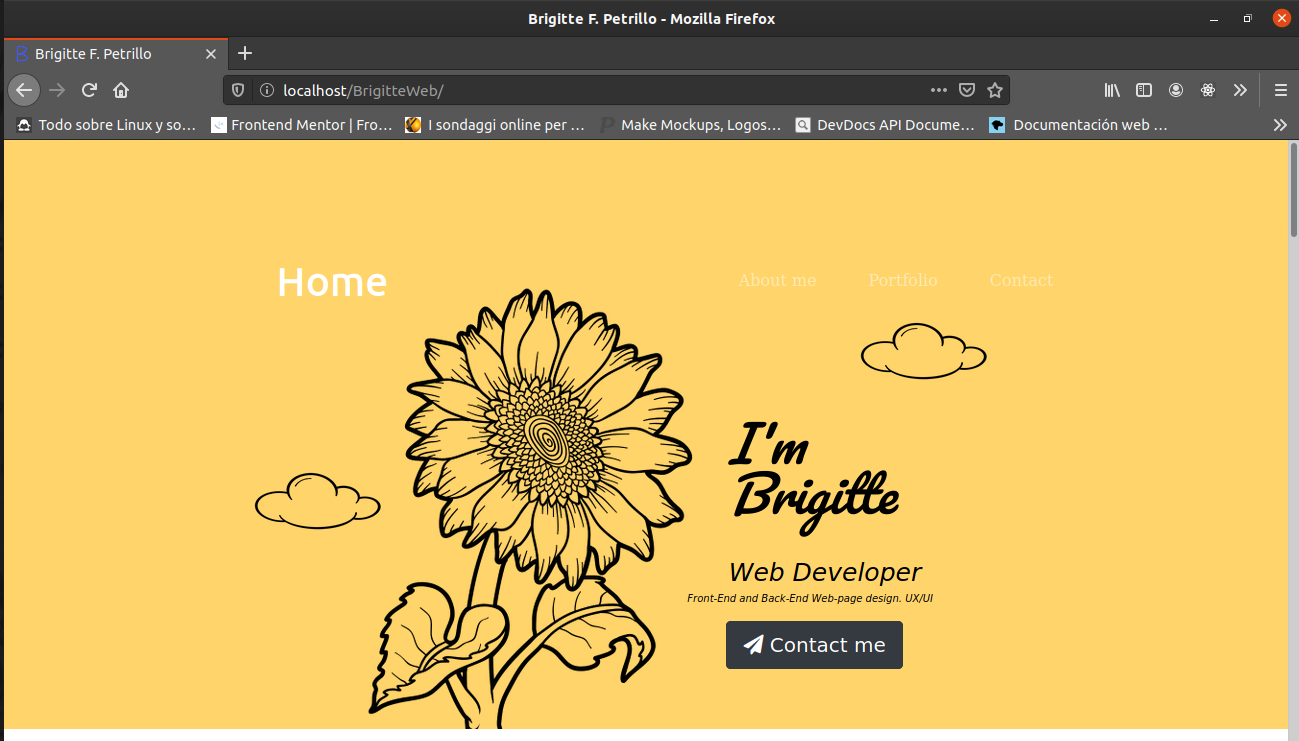 Brigitte F. Petrillo - Mozilla Firefox
Brigitte F. Petrillo
localhost/BrigitteWeb/
Todo sobre Linux y so… Frontend Mentor | Fro… I sondaggi online per … Make Mockups, Logos… DevDocs API Docume… Documentación web …
Home About me Portfolio Contact
I'm
Brigitte
Web Developer
Front-End and Back-End Web-page design. UX/UI
Contact me